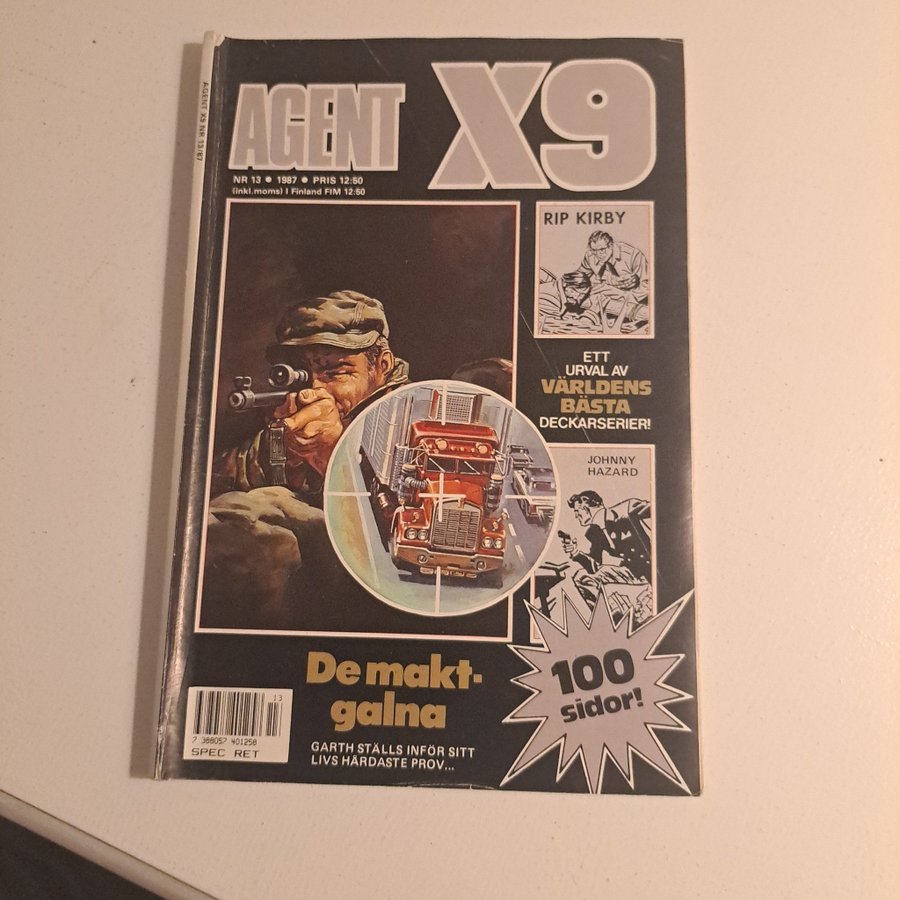 AGENT X9 NR 13/87
AGENT X9
NR 13 • 1987 • PRIS 12:50
(inkl.moms) I Finland FIM 12:50
RIP KIRBY
ETT
URVAL AV
VÄRLDENS
BÄSTA
DECKARSERIER!
JOHNNY
HAZARD
100
sidor!
De makt-
galna
GARTH STÄLLS INFÖR SITT
LIVS HÅRDASTE PROV...
13
7 388057 401258
SPEC RET